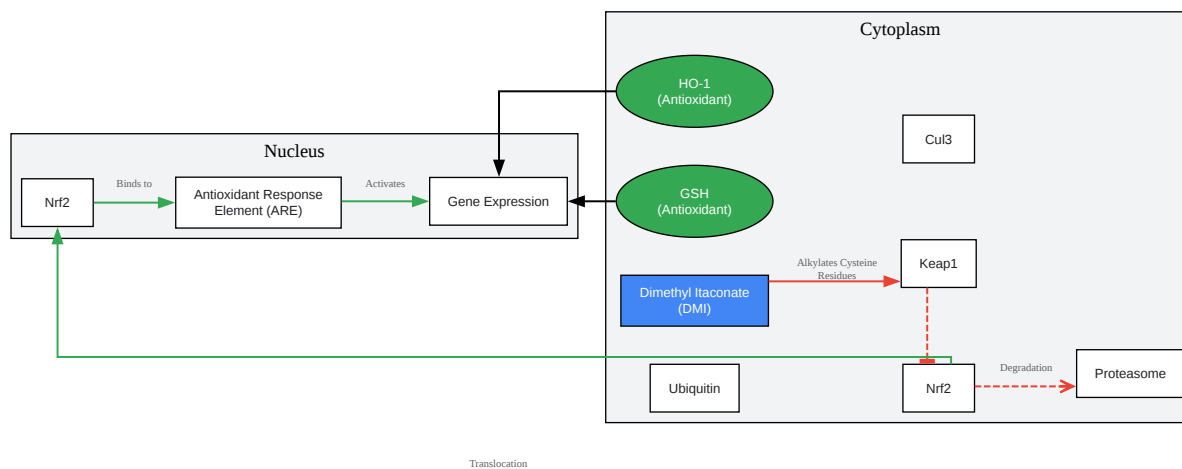 Cytoplasm
HO-1
(Antioxidant)
Cul3
Nucleus
Nrf2
Binds to
Antioxidant Response
Element (ARE)
Activates
Gene Expression
GSH
(Antioxidant)
Dimethyl Itaconate
(DMI)
Alkylates Cysteine
Residues
Keap1
Ubiquitin
Nrf2
Degradation
Proteasome
Translocation